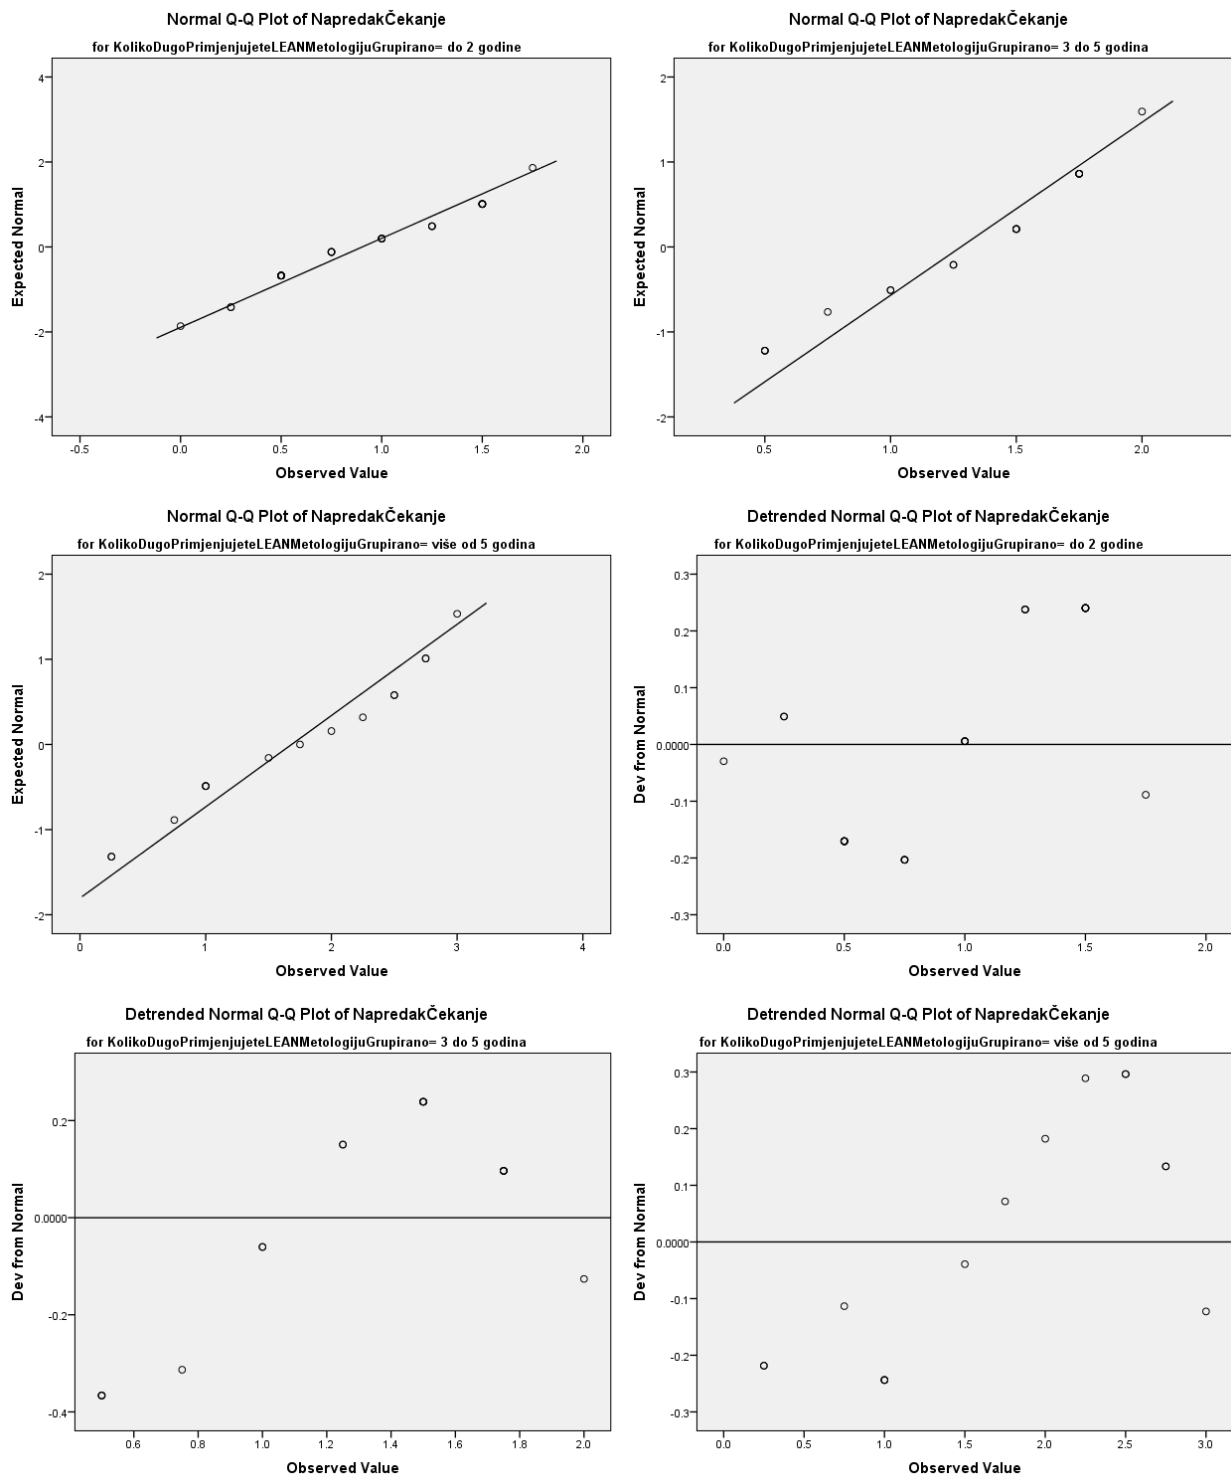 Normal Q-Q Plot of NapredakČekanje
for KolikoDugoPrimjenjujeteLEANMetologijuGrupirano= do 2 godine
Expected Normal
4
2
0
-2
-4
-0.5 0.0 0.5 1.0 1.5 2.0
Observed Value
Normal Q-Q Plot of NapredakČekanje
for KolikoDugoPrimjenjujeteLEANMetologijuGrupirano= 3 do 5 godina
Expected Normal
2
1
0
-1
-2
0.5 1.0 1.5 2.0
Observed Value
Normal Q-Q Plot of NapredakČekanje
for KolikoDugoPrimjenjujeteLEANMetologijuGrupirano= više od 5 godina
Expected Normal
2
1
0
-1
-2
0 1 2 3 4
Observed Value
Detrended Normal Q-Q Plot of NapredakČekanje
for KolikoDugoPrimjenjujeteLEANMetologijuGrupirano= do 2 godine
Dev from Normal
0.3
0.2
0.1
0.0000
-0.1
-0.2
-0.3
0.0 0.5 1.0 1.5 2.0
Observed Value
Detrended Normal Q-Q Plot of NapredakČekanje
for KolikoDugoPrimjenjujeteLEANMetologijuGrupirano= 3 do 5 godina
Dev from Normal
0.2
0.0000
-0.2
-0.4
0.6 0.8 1.0 1.2 1.4 1.6 1.8 2.0
Observed Value
Detrended Normal Q-Q Plot of NapredakČekanje
for KolikoDugoPrimjenjujeteLEANMetologijuGrupirano= više od 5 godina
Dev from Normal
0.3
0.2
0.1
0.0000
-0.1
-0.2
-0.3
0.0 0.5 1.0 1.5 2.0 2.5 3.0
Observed Value